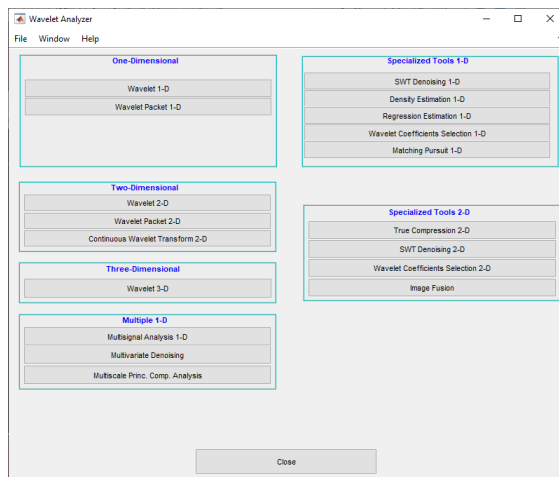 Wavelet Analyzer
File Window Help
One-Dimensional
Wavelet 1-D
Wavelet Packet 1-D
Two-Dimensional
Wavelet 2-D
Wavelet Packet 2-D
Continuous Wavelet Transform 2-D
Three-Dimensional
Wavelet 3-D
Multiple 1-D
Multisignal Analysis 1-D
Multivariate Denoising
Multiscale Princ. Comp. Analysis
Specialized Tools 1-D
SWT Denoising 1-D
Density Estimation 1-D
Regression Estimation 1-D
Wavelet Coefficients Selection 1-D
Matching Pursuit 1-D
Specialized Tools 2-D
True Compression 2-D
SWT Denoising 2-D
Wavelet Coefficients Selection 2-D
Image Fusion
Close